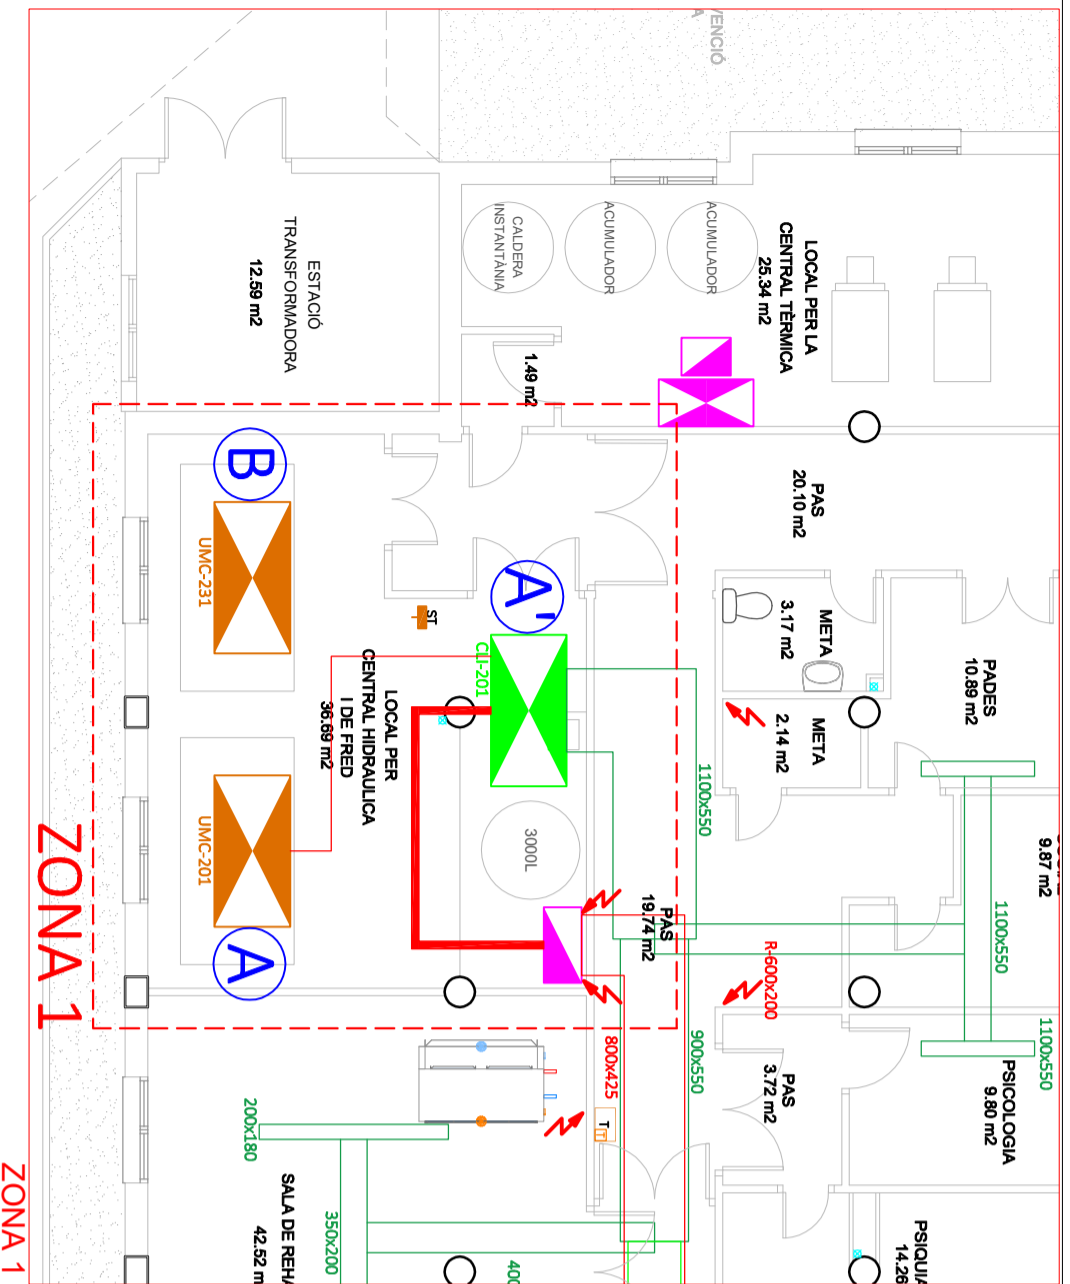 VENCIÓ
A
LOCAL PER LA
CENTRAL TÈRMICA
25.34 m2
ACUMULADOR
ACUMULADOR
CALDERA
INSTANTÀNIA
ESTACIÓ
TRANSFORMADORA
12.59 m2
1.49 m2
PAS
20.10 m2
B
UMC-231
ST
A'
CLI-201
META
3.17 m2
META
2.14 m2
PADES
10.89 m2
9.87 m2
LOCAL PER
CENTRAL HIDRAULICA
I DE FRED
36.69 m2
UMC-201
A
3000L
1100x550
PAS
19.74 m2
R-600x200
1100x550
1100x550
ZONA 1
900x550
800x425
T
T
PAS
3.72 m2
PSICOLOGIA
9.80 m2
200x180
350x200
400
SALA DE REHA
42.52 m
PSIQUIA
14.26
ZONA 1